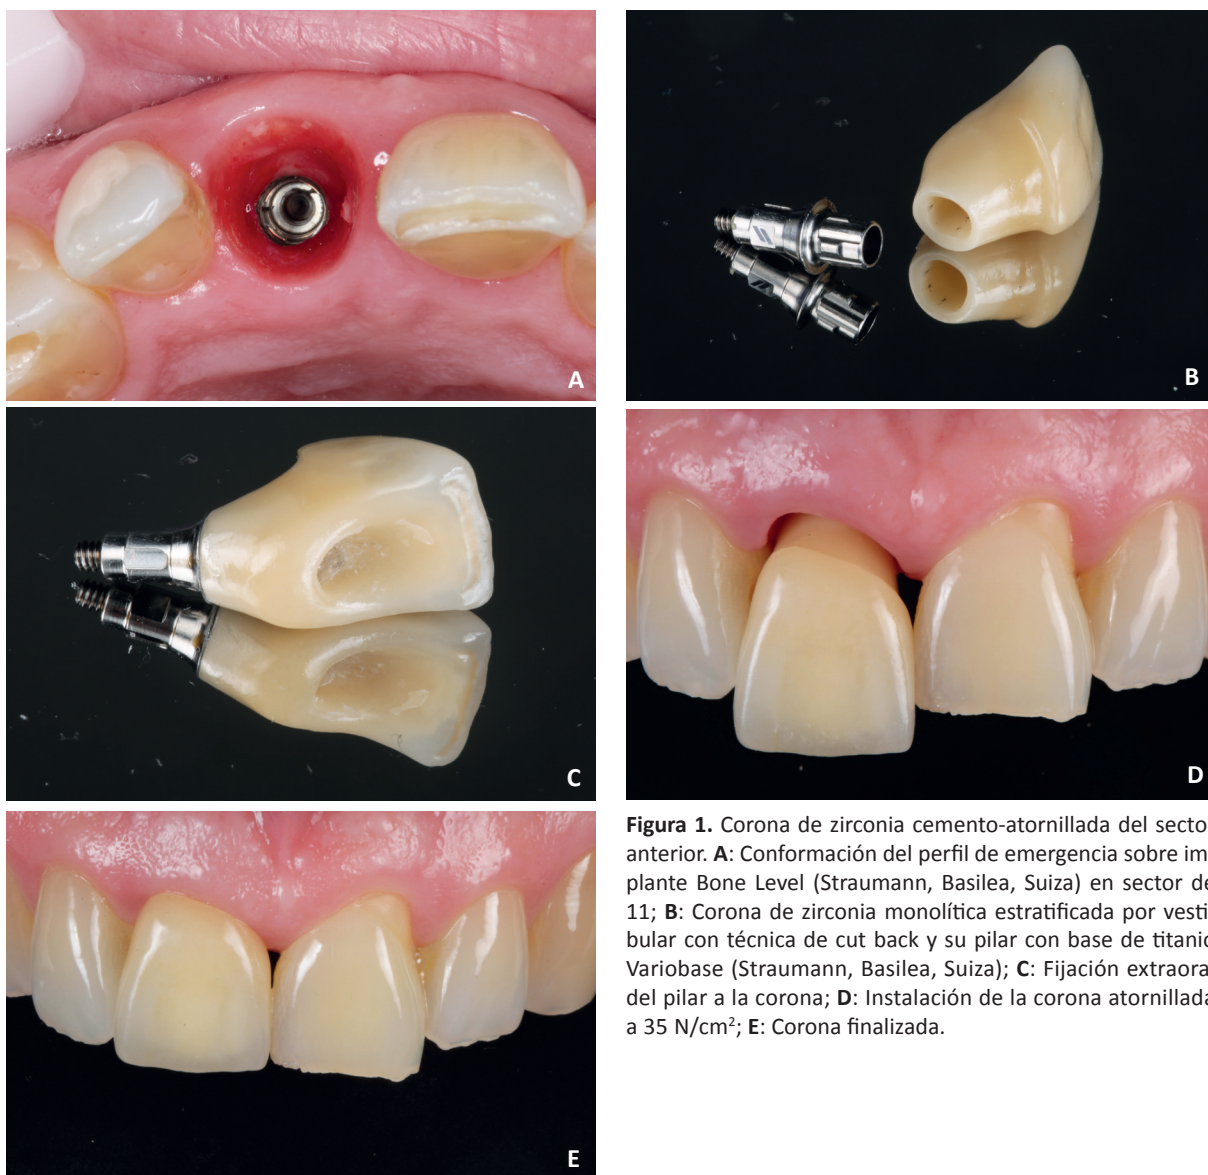 A
B
C
D
Figura 1. Corona de zirconia cemento-atornillada del secto
anterior. A: Conformación del perfil de emergencia sobre im
plante Bone Level (Straumann, Basilea, Suiza) en sector de
11; B: Corona de zirconia monolítica estratificada por vesti
bular con técnica de cut back y su pilar con base de titanio
Variobase (Straumann, Basilea, Suiza); C: Fijación extraora
del pilar a la corona; D: Instalación de la corona atornillada
a 35 N/cm²; E: Corona finalizada.
E